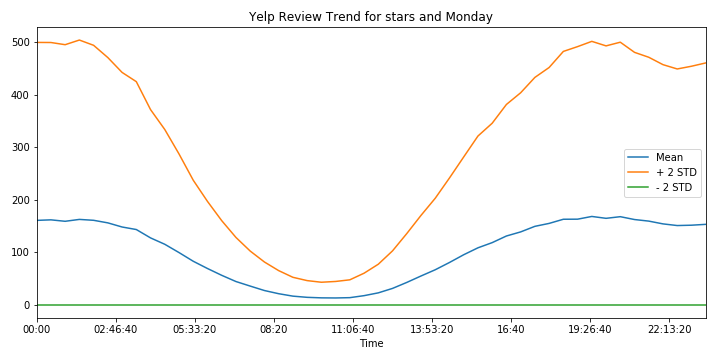 Yelp Review Trend for stars and Monday
500
400
300
200
100
0
Mean
+ 2 STD
- 2 STD
00:00 02:46:40 05:33:20 08:20 11:06:40 13:53:20 16:40 19:26:40 22:13:20
Time